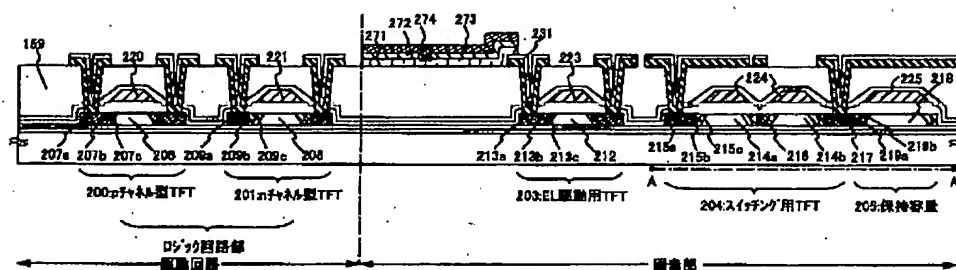 271 272 274 273
231
159
220 221 223 224 225 218
207a 207b 207c 206 209a 209b 209c 208 213a 213b 213c 212 215a 215b 215c 214a 216 214b 217 219a 219b
A A
200:pチャネル型TFT 201:nチャネル型TFT 203:EL駆動用TFT 204:スイッチング用TFT 205:保持容量
ロジック回路部
駆動回路 画素部